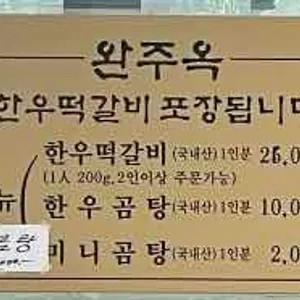 완주옥
한우떡갈비 포장됩니다
한우떡갈비(국내산)1인분 26.0
(1人 200g, 2인이상 주문가능)
뉴
한우곰탕(국내산)1인분 10.0
미니곰탕(국내산)1인분 2.0